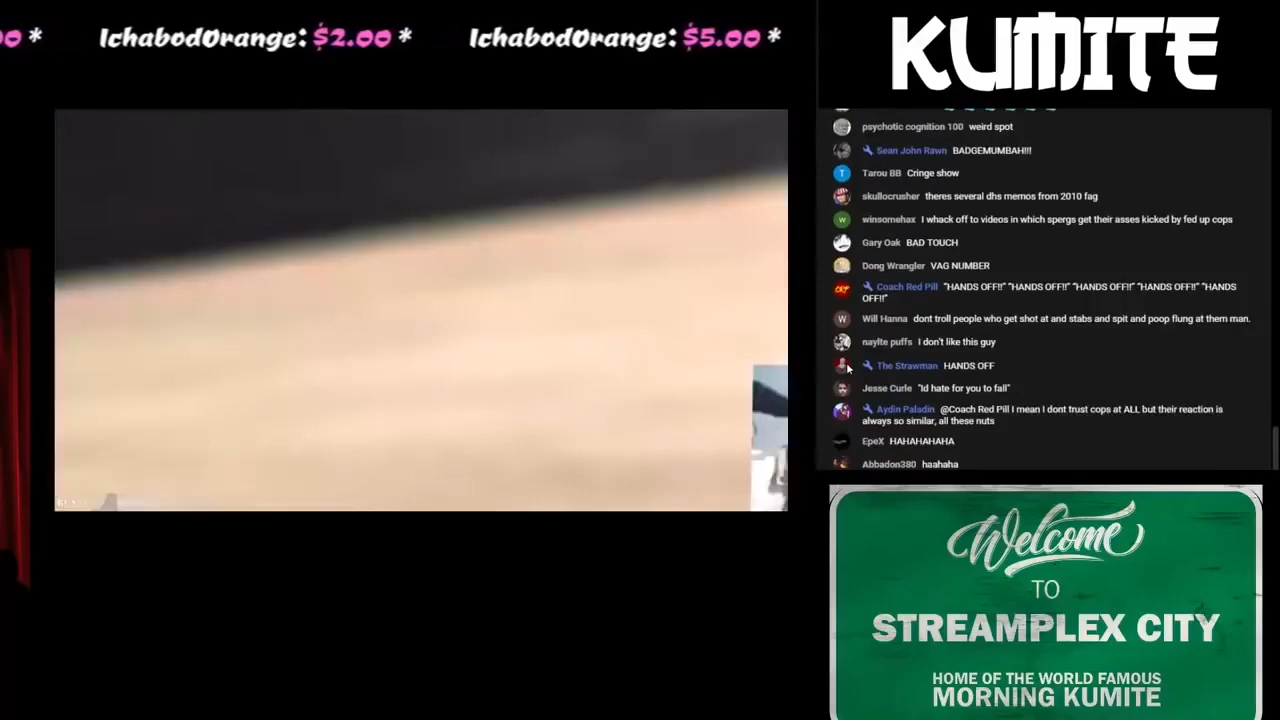 00 * IchabodOrange: $2.00 * IchabodOrange: $5.00 *
KUMITE
psychotic cognition 100 weird spot
Sean John Rawn BADGEMUMBAH!!!
T Tarou BB Cringe show
skullocrusher theres several dhs memos from 2010 fag
w winsomehax I whack off to videos in which spergs get their asses kicked by fed up cops
Gary Oak BAD TOUCH
Dong Wrangler VAG NUMBER
CRP Coach Red Pill "HANDS OFF!!" "HANDS OFF!!" "HANDS OFF!!" "HANDS OFF!!" "HANDS
OFF!!"
W Will Hanna dont troll people who get shot at and stabs and spit and poop flung at them man.
naylte puffs I don't like this guy
The Strawman HANDS OFF
Jesse Curle "Id hate for you to fall"
Aydin Paladin @Coach Red Pill I mean I dont trust cops at ALL but their reaction is
always so similar, all these nuts
EpeX HAHAHAHAHA
Abbadon380 haahaha
Welcome
TO
STREAMPLEX CITY
HOME OF THE WORLD FAMOUS
MORNING KUMITE